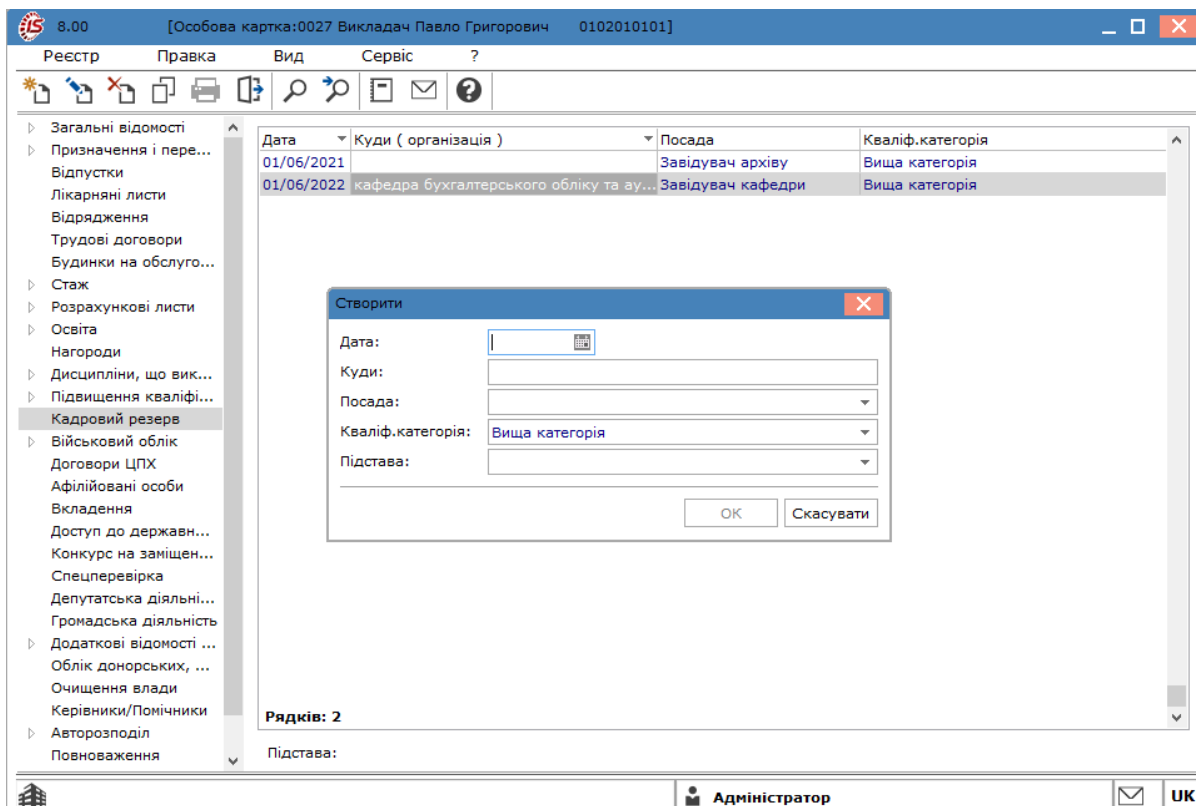 8.00 [Особова картка:0027 Викладач Павло Григорович 0102010101]
Реєстр Правка Вид Сервіс ?
Загальні відомості
Призначення і пере...
Відпустки
Лікарняні листи
Відрядження
Трудові договори
Будинки на обслуго...
Стаж
Розрахункові листи
Освіта
Нагороди
Дисципліни, що вик...
Підвищення кваліфі...
Кадровий резерв
Військовий облік
Договори ЦПХ
Афілійовані особи
Вкладення
Доступ до державн...
Конкурс на заміщен...
Спецперевірка
Депутатська діяльні...
Громадська діяльність
Додаткові відомості ...
Облік донорських, ...
Очищення влади
Керівники/Помічники
Авторозподіл
Повноваження
Дата Куди ( організація ) Посада Кваліф.категорія
01/06/2021 Завідувач архіву Вища категорія
01/06/2022 кафедра бухгалтерського обліку та ау... Завідувач кафедри Вища категорія
Створити
Дата:
Куди:
Посада:
Кваліф.категорія: Вища категорія
Підстава:
OK Скасувати
Рядків: 2
Підстава:
Адміністратор UK